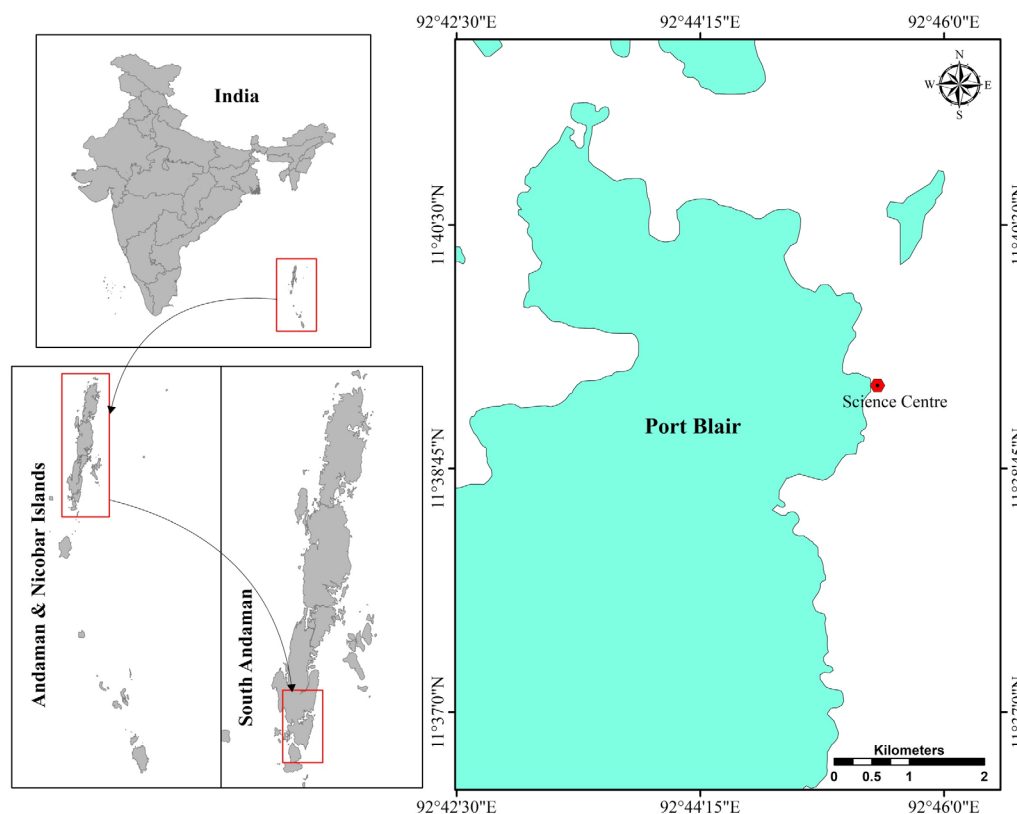 India
Andaman & Nicobar Islands
South Andaman
92°42'30"E
92°44'15"E
92°46'0"E
N
W
E
S
11°40'30"N
11°40'30"N
Science Centre
Port Blair
11°38'45"N
11°38'45"N
11°37'0"N
11°37'0"N
Kilometers
0 0.5 1 2
92°42'30"E
92°44'15"E
92°46'0"E